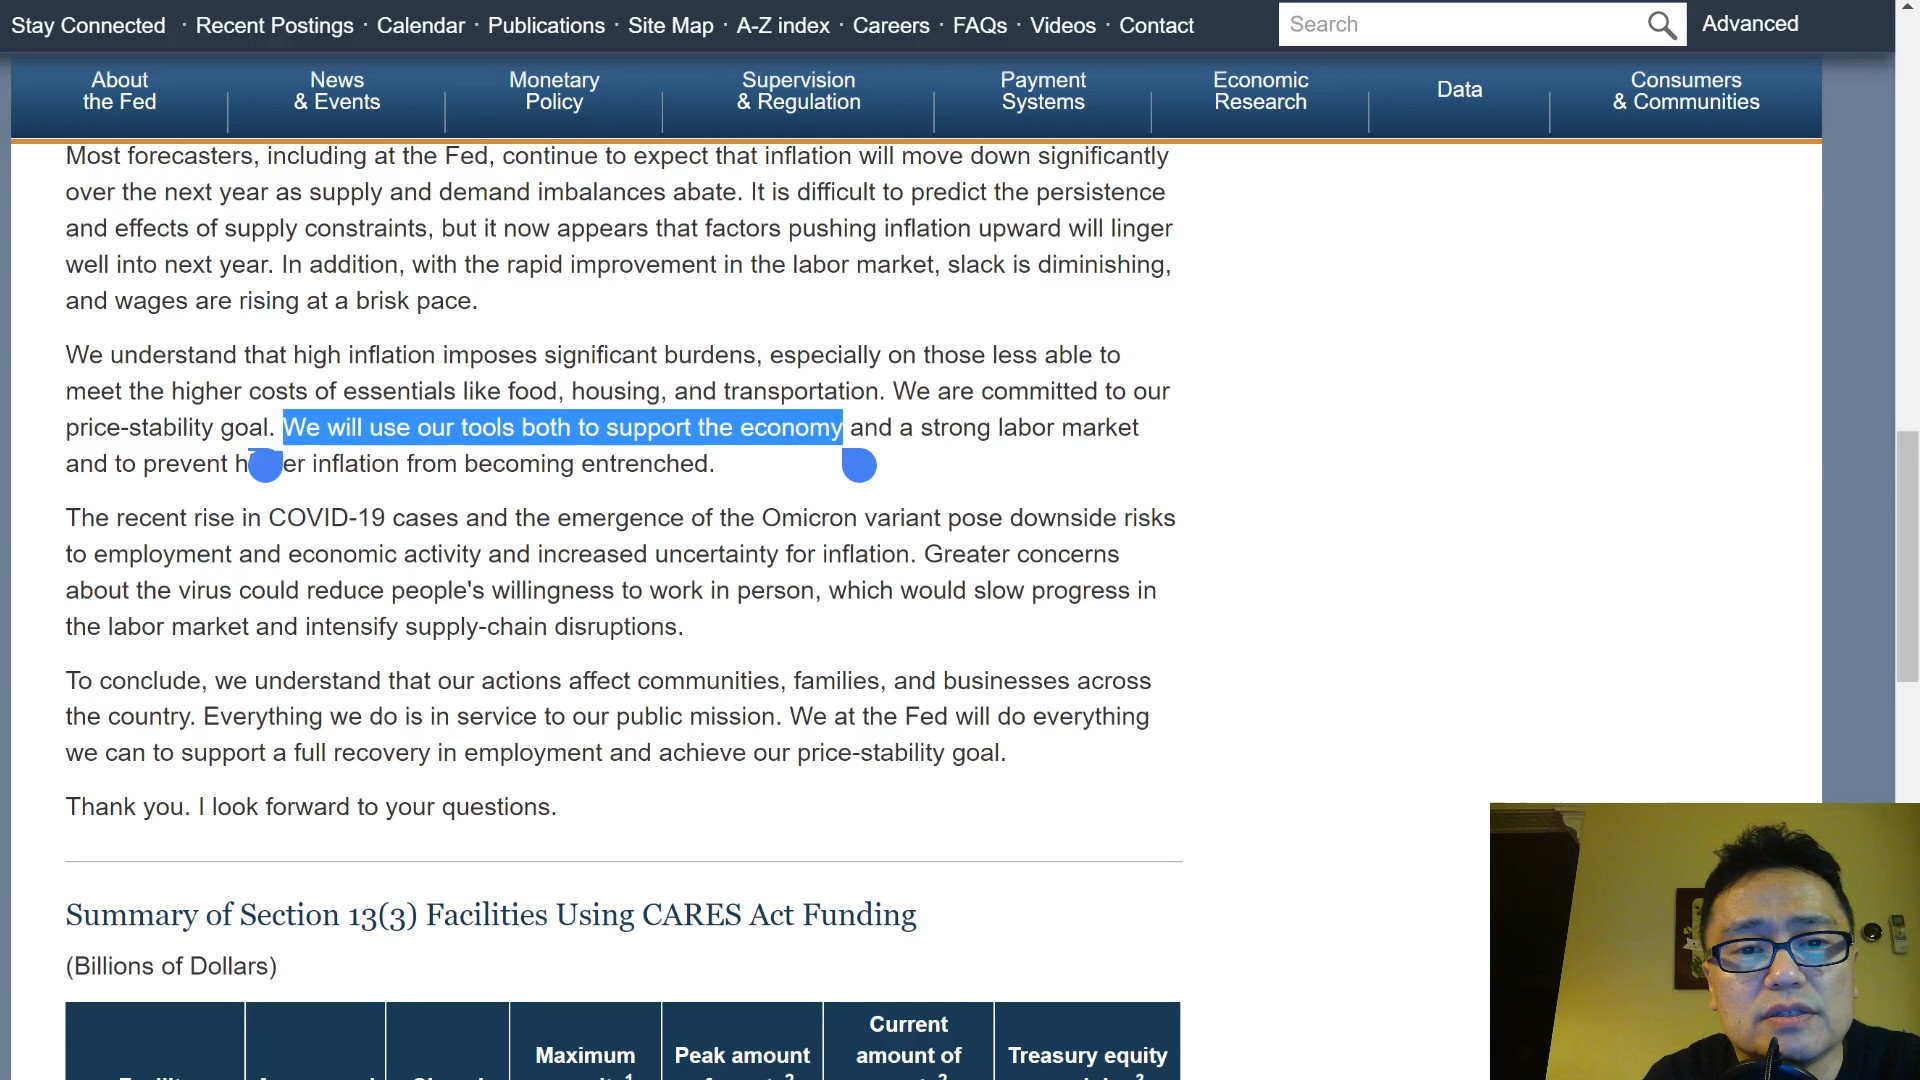 Stay Connected · Recent Postings · Calendar · Publications · Site Map · A-Z index · Careers · FAQs · Videos · Contact
Search
Advanced
About
the Fed
News
& Events
Monetary
Policy
Supervision
& Regulation
Payment
Systems
Economic
Research
Data
Consumers
& Communities
Most forecasters, including at the Fed, continue to expect that inflation will move down significantly
over the next year as supply and demand imbalances abate. It is difficult to predict the persistence
and effects of supply constraints, but it now appears that factors pushing inflation upward will linger
well into next year. In addition, with the rapid improvement in the labor market, slack is diminishing,
and wages are rising at a brisk pace.
We understand that high inflation imposes significant burdens, especially on those less able to
meet the higher costs of essentials like food, housing, and transportation. We are committed to our
price-stability goal. We will use our tools both to support the economy and a strong labor market
and to prevent inflation from becoming entrenched.
The recent rise in COVID-19 cases and the emergence of the Omicron variant pose downside risks
to employment and economic activity and increased uncertainty for inflation. Greater concerns
about the virus could reduce people's willingness to work in person, which would slow progress in
the labor market and intensify supply-chain disruptions.
To conclude, we understand that our actions affect communities, families, and businesses across
the country. Everything we do is in service to our public mission. We at the Fed will do everything
we can to support a full recovery in employment and achieve our price-stability goal.
Thank you. I look forward to your questions.
Summary of Section 13(3) Facilities Using CARES Act Funding
(Billions of Dollars)
Maximum
Peak amount
Current
amount of
Treasury equity